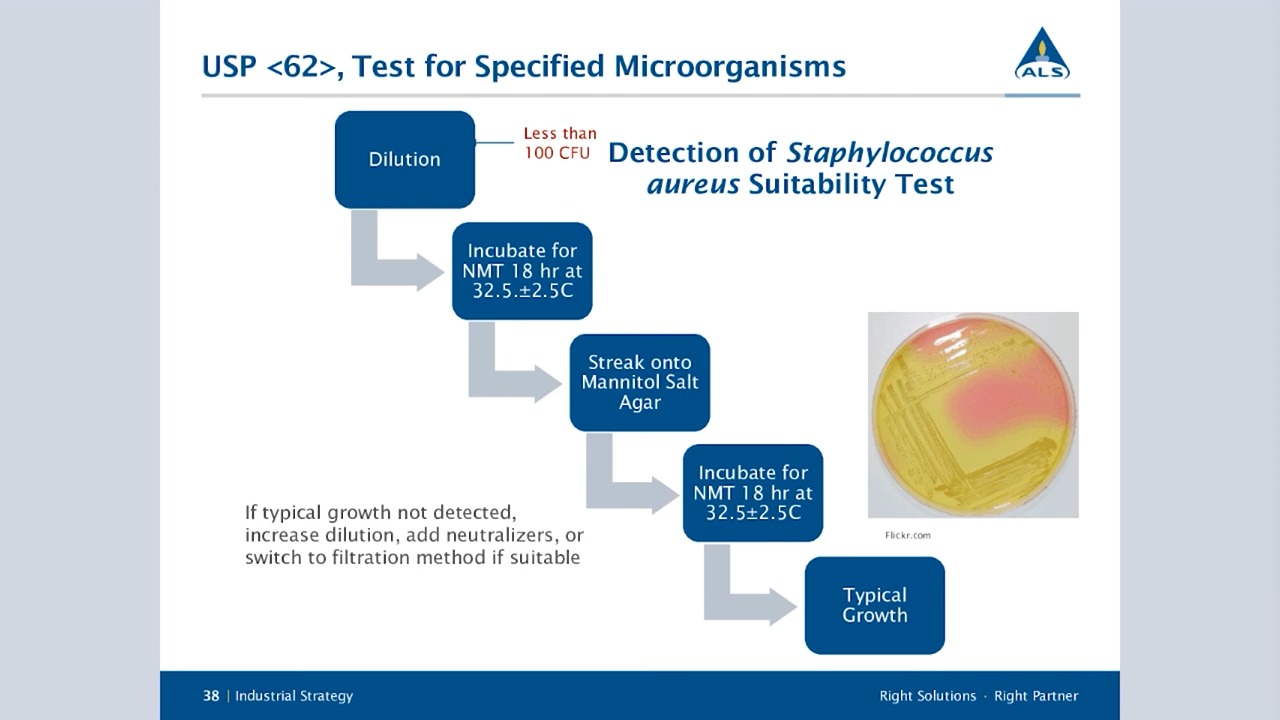 USP <62>, Test for Specified Microorganisms
ALS
Dilution
Less than
100 CFU
Detection of Staphylococcus
aureus Suitability Test
Incubate for
NMT 18 hr at
32.5.±2.5C
Streak onto
Mannitol Salt
Agar
Incubate for
NMT 18 hr at
32.5±2.5C
If typical growth not detected,
increase dilution, add neutralizers, or
switch to filtration method if suitable
Flickr.com
Typical
Growth
38 | Industrial Strategy
Right Solutions · Right Partner